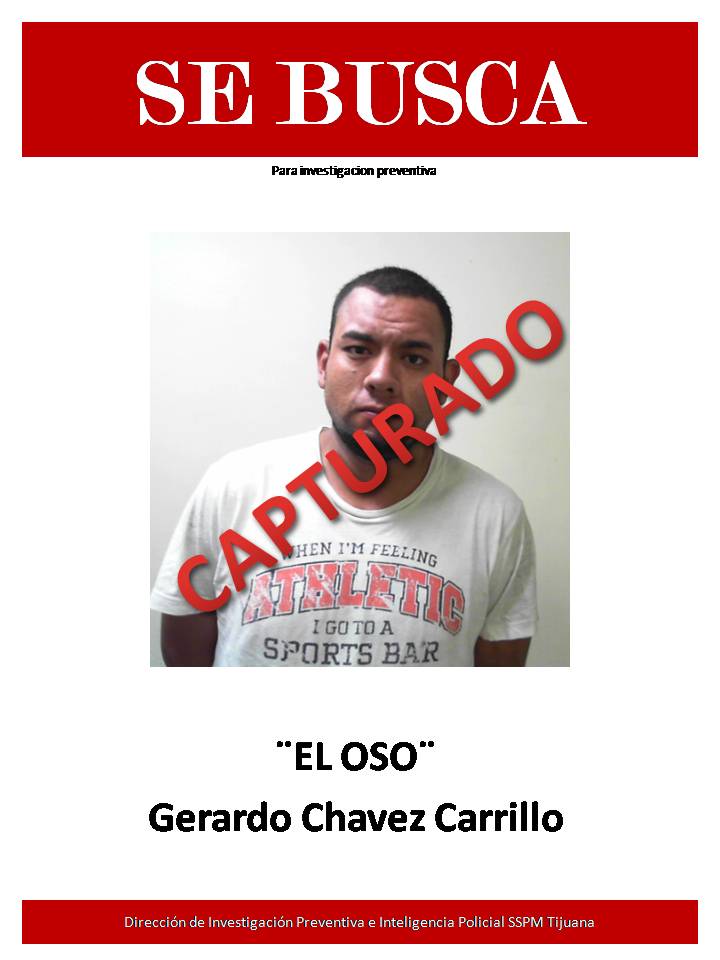 SE BUSCA
Para investigacion preventiva
CAPTURADO
WHEN I'M FEELING
ATHLETIC
I GO TO A
SPORTS BAR
¨EL OSO¨
Gerardo Chavez Carrillo
Dirección de Investigación Preventiva e Inteligencia Policial SSPM Tijuana